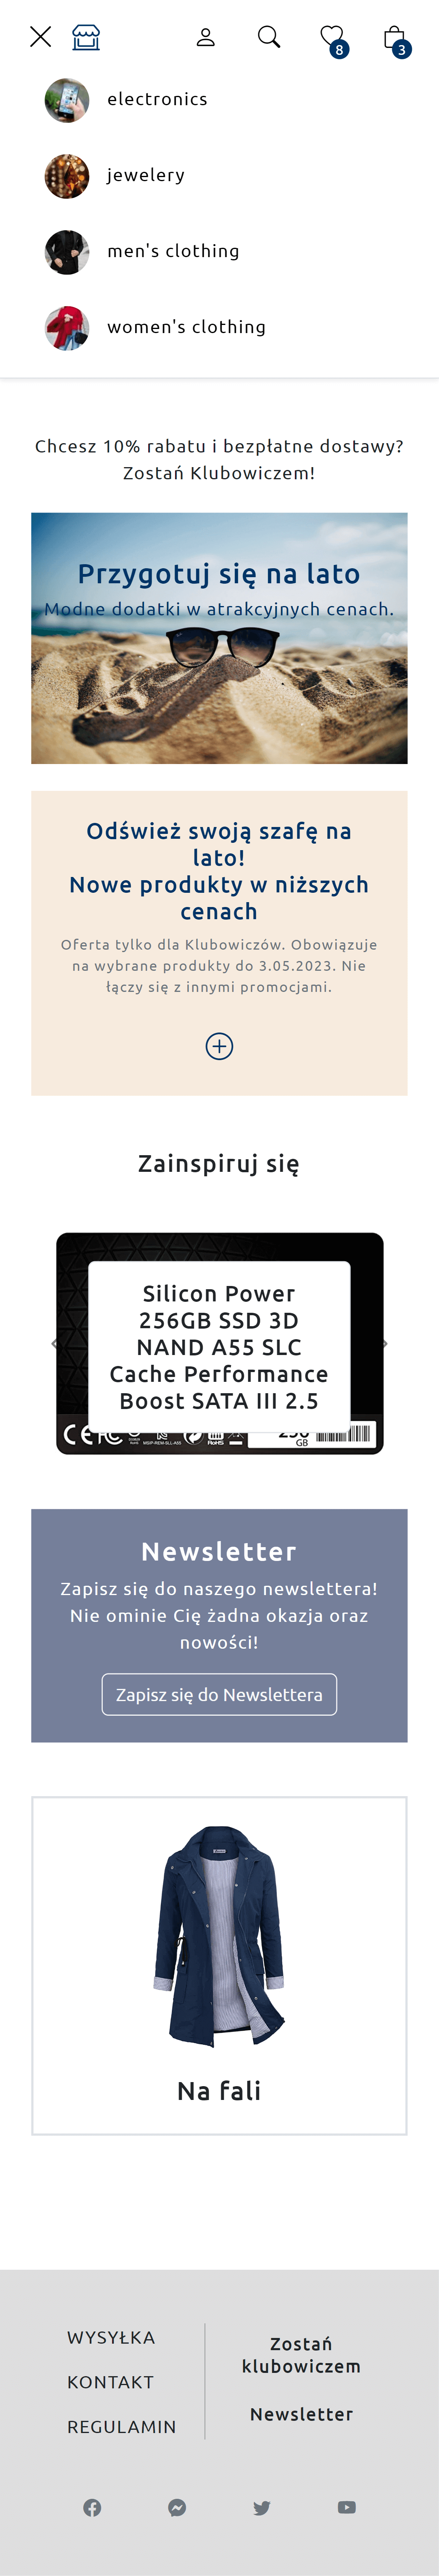 8
3
electronics
jewelery
men's clothing
women's clothing
Chcesz 10% rabatu i bezpłatne dostawy?
Zostań Klubowiczem!
Przygotuj się na lato
Modne dodatki w atrakcyjnych cenach.
Odśwież swoją szafę na
lato!
Nowe produkty w niższych
cenach
Oferta tylko dla Klubowiczów. Obowiązuje
na wybrane produkty do 3.05.2023. Nie
łączy się z innymi promocjami.
Zainspiruj się
Silicon Power
256GB SSD 3D
NAND A55 SLC
Cache Performance
Boost SATA III 2.5
GB
Newsletter
Zapisz się do naszego newslettera!
Nie ominie Cię żadna okazja oraz
nowości!
Zapisz się do Newslettera
Na fali
WYSYŁKA
KONTAKT
REGULAMIN
Zostań
klubowiczem
Newsletter